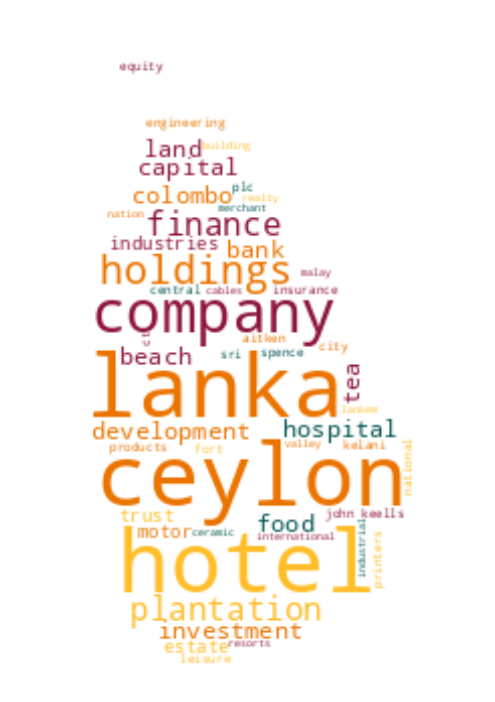 equity
engineering
land building
capital
plc
colombo realty
merchant
nation
finance
industries bank
holdings malay
central cables insurance
company
aitken
city
beach sri spence
lanka tea
lankem
development hospital
products fort valley kelani
ceylon national
trust food john keells
motor ceramic international
hotel industrial printers
plantation
investment
estate resorts
leisure